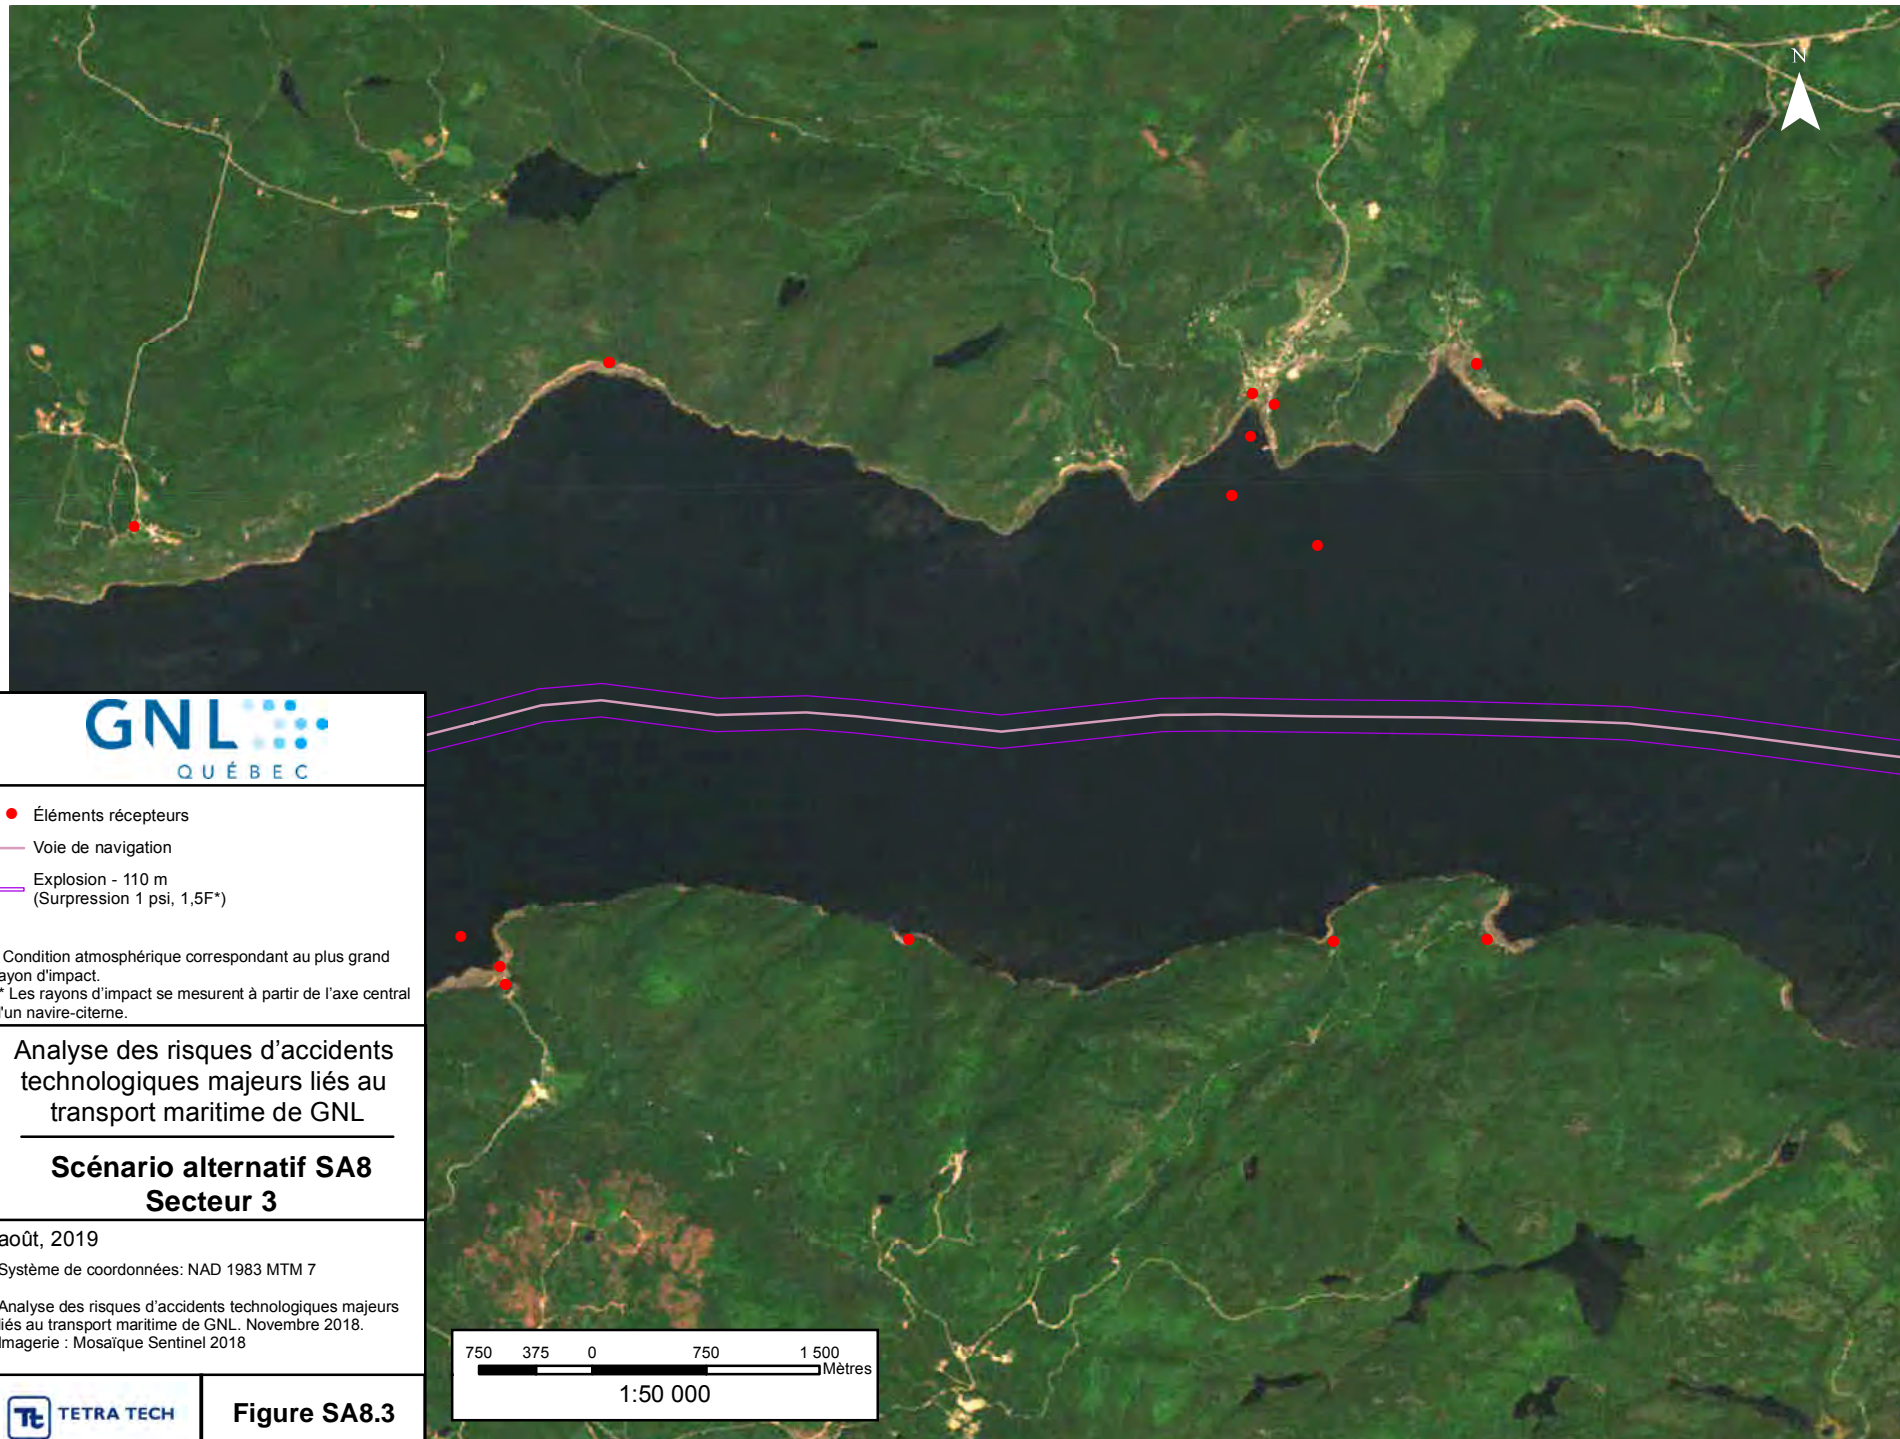 N
GNL
QUÉBEC
Éléments récepteurs
Voie de navigation
Explosion - 110 m
(Surpression 1 psi, 1,5F*)
Condition atmosphérique correspondant au plus grand
ayon d'impact.
* Les rayons d'impact se mesurent à partir de l'axe central
'un navire-citerne.
Analyse des risques d'accidents
technologiques majeurs liés au
transport maritime de GNL
Scénario alternatif SA8
Secteur 3
août, 2019
Système de coordonnées: NAD 1983 MTM 7
Analyse des risques d'accidents technologiques majeurs
liés au transport maritime de GNL. Novembre 2018.
Imagerie : Mosaïque Sentinel 2018
Tt TETRA TECH
Figure SA8.3
750 375 0 750 1 500
Mètres
1:50 000